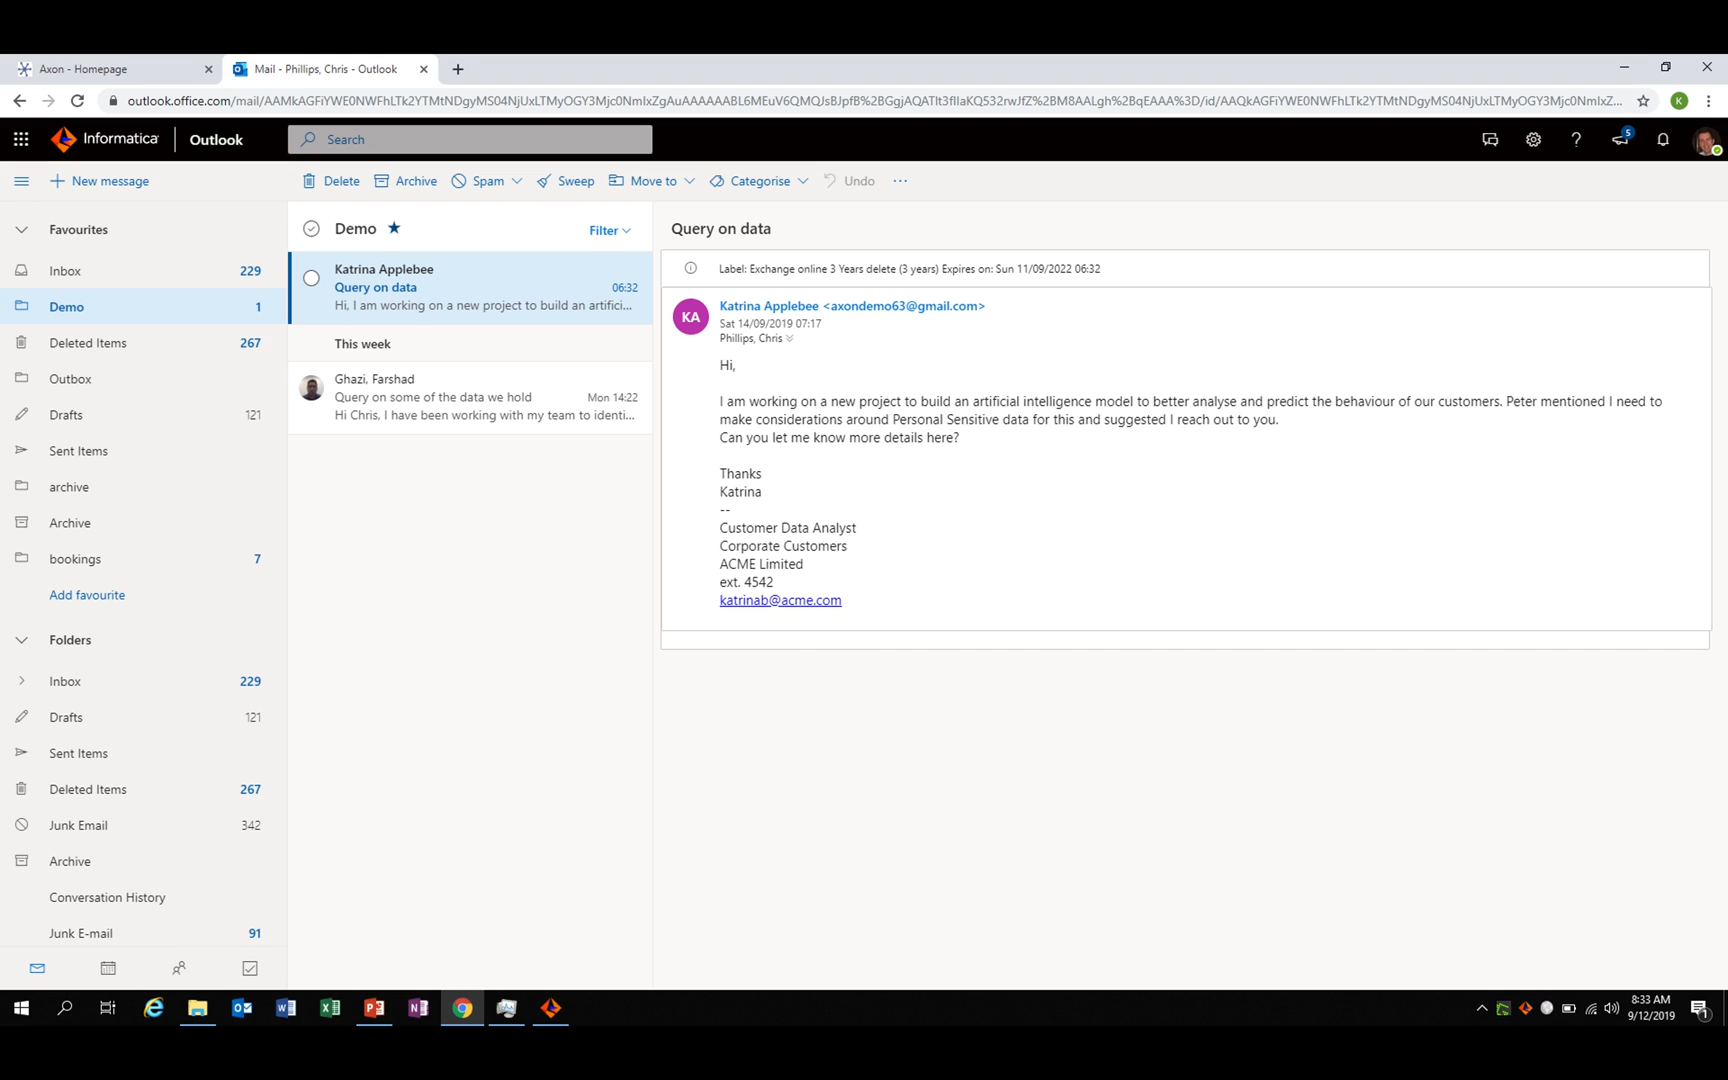 Axon - Homepage
Mail - Phillips, Chris - Outlook
outlook.office.com/mail/AAMkAGFiYWE0NWFhLTk2YTMtNDgyMS04NjUxLTMyOGY3Mjc0NmIxZgAuAAAAAABL6MEuV6QMQJsBJpfB%2BGgjAQATlt3fIlaKQ532rwJfZ%2BM8AALgh%2BqEAAA%3D/id/AAQkAGFiYWE0NWFhLTk2YTMtNDgyMS04NjUxLTMyOGY3Mjc0NmIxZ...
K
Informatica
Outlook
Search
5
New message
Delete
Archive
Spam
Sweep
Move to
Categorise
Undo
Favourites
Inbox 229
Demo 1
Deleted Items 267
Outbox
Drafts 121
Sent Items
archive
Archive
bookings 7
Add favourite
Folders
Inbox 229
Drafts 121
Sent Items
Deleted Items 267
Junk Email 342
Archive
Conversation History
Junk E-mail 91
Demo
Filter
Katrina Applebee
Query on data 06:32
Hi, I am working on a new project to build an artifici...
This week
Ghazi, Farshad
Query on some of the data we hold Mon 14:22
Hi Chris, I have been working with my team to identi...
Query on data
Label: Exchange online 3 Years delete (3 years) Expires on: Sun 11/09/2022 06:32
KA
Katrina Applebee <axondemo63@gmail.com>
Sat 14/09/2019 07:17
Phillips, Chris
Hi,
I am working on a new project to build an artificial intelligence model to better analyse and predict the behaviour of our customers. Peter mentioned I need to
make considerations around Personal Sensitive data for this and suggested I reach out to you.
Can you let me know more details here?
Thanks
Katrina
--
Customer Data Analyst
Corporate Customers
ACME Limited
ext. 4542
katrinab@acme.com
8:33 AM
9/12/2019
1